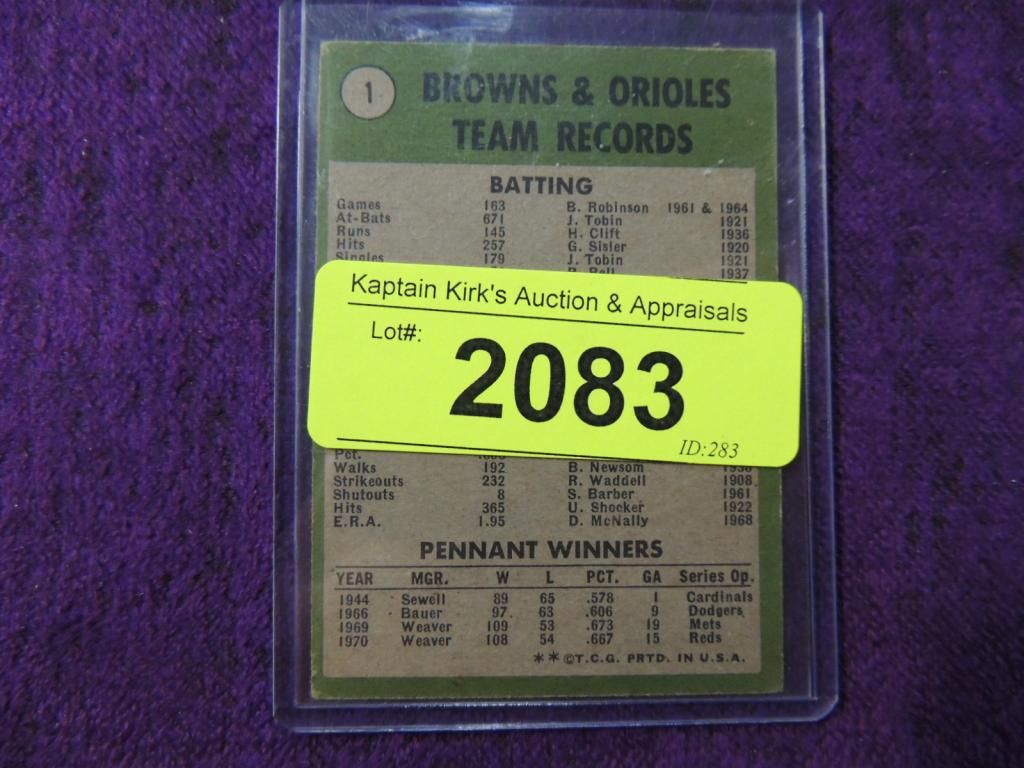 1
BROWNS & ORIOLES
TEAM RECORDS
BATTING
Games 163 B. Robinson 1961 & 1964
At-Bats 671 J. Tobin 1921
Runs 145 H. Clift 1936
Hits 257 G. Sisler 1920
Singles 179 J. Tobin 1921
Bell 1937
Kaptain Kirk's Auction & Appraisals
Lot#:
2083
ID:283
Pct.
Walks 192 B. Newsom 1938
Strikeouts 232 R. Waddell 1908
Shutouts 8 S. Barber 1961
Hits 365 U. Shocker 1922
E.R.A. 1.95 D. McNally 1968
PENNANT WINNERS
YEAR MGR. W L PCT. GA Series Op.
1944 Sewell 89 65 .578 1 Cardinals
1966 Bauer 97 63 .606 9 Dodgers
1969 Weaver 109 53 .673 19 Mets
1970 Weaver 108 54 .667 15 Reds
**©T.C.G. PRTD. IN U.S.A.